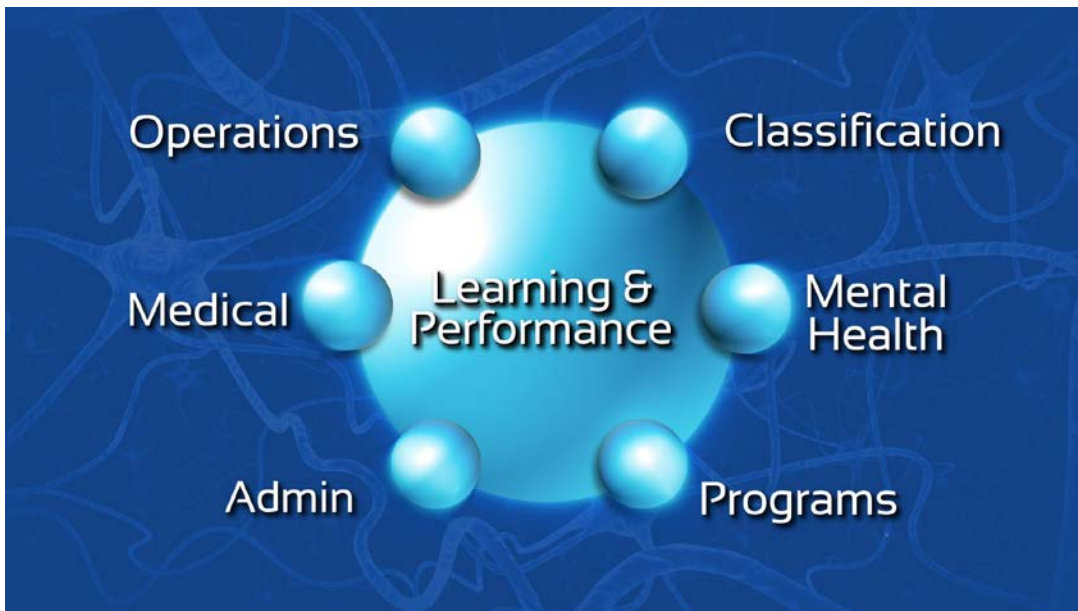 Operations
Classification
Medical
Learning &
Performance
Mental
Health
Admin
Programs